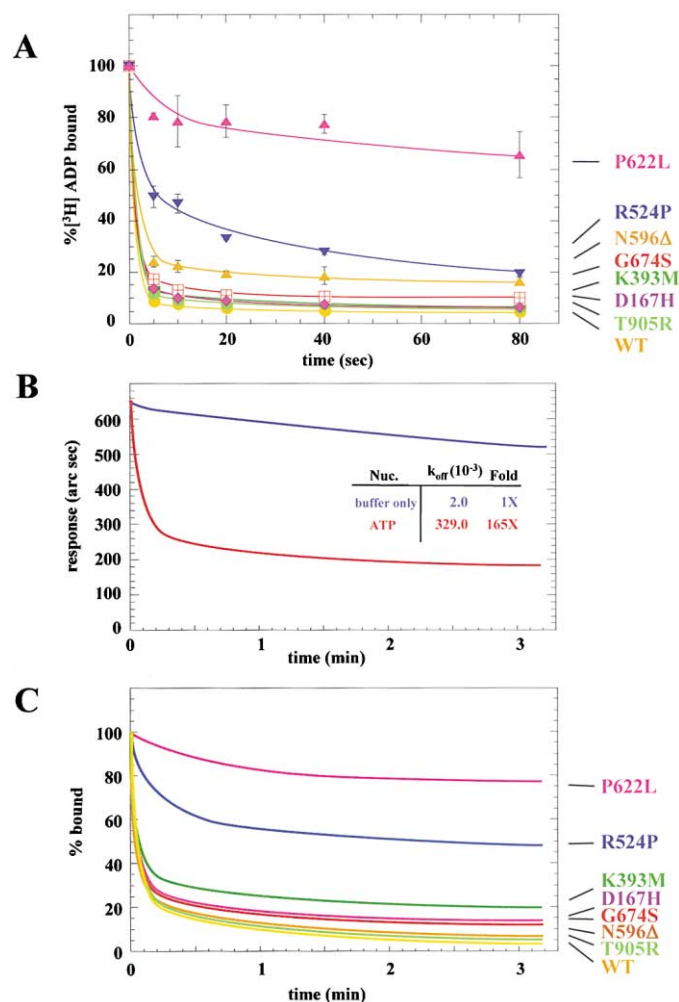 A
%[³H] ADP bound
100
80
60
40
20
0
0 20 40 60 80
time (sec)
P622L
R524P
N596Δ
G674S
K393M
D167H
T905R
WT
B
response (arc sec)
600
500
400
300
200
100
0
Nuc. k_off (10⁻³) Fold
buffer only 2.0 1X
ATP 329.0 165X
0 1 2 3
time (min)
C
% bound
100
80
60
40
20
0
0 1 2 3
time (min)
P622L
R524P
K393M
D167H
G674S
N596Δ
T905R
WT